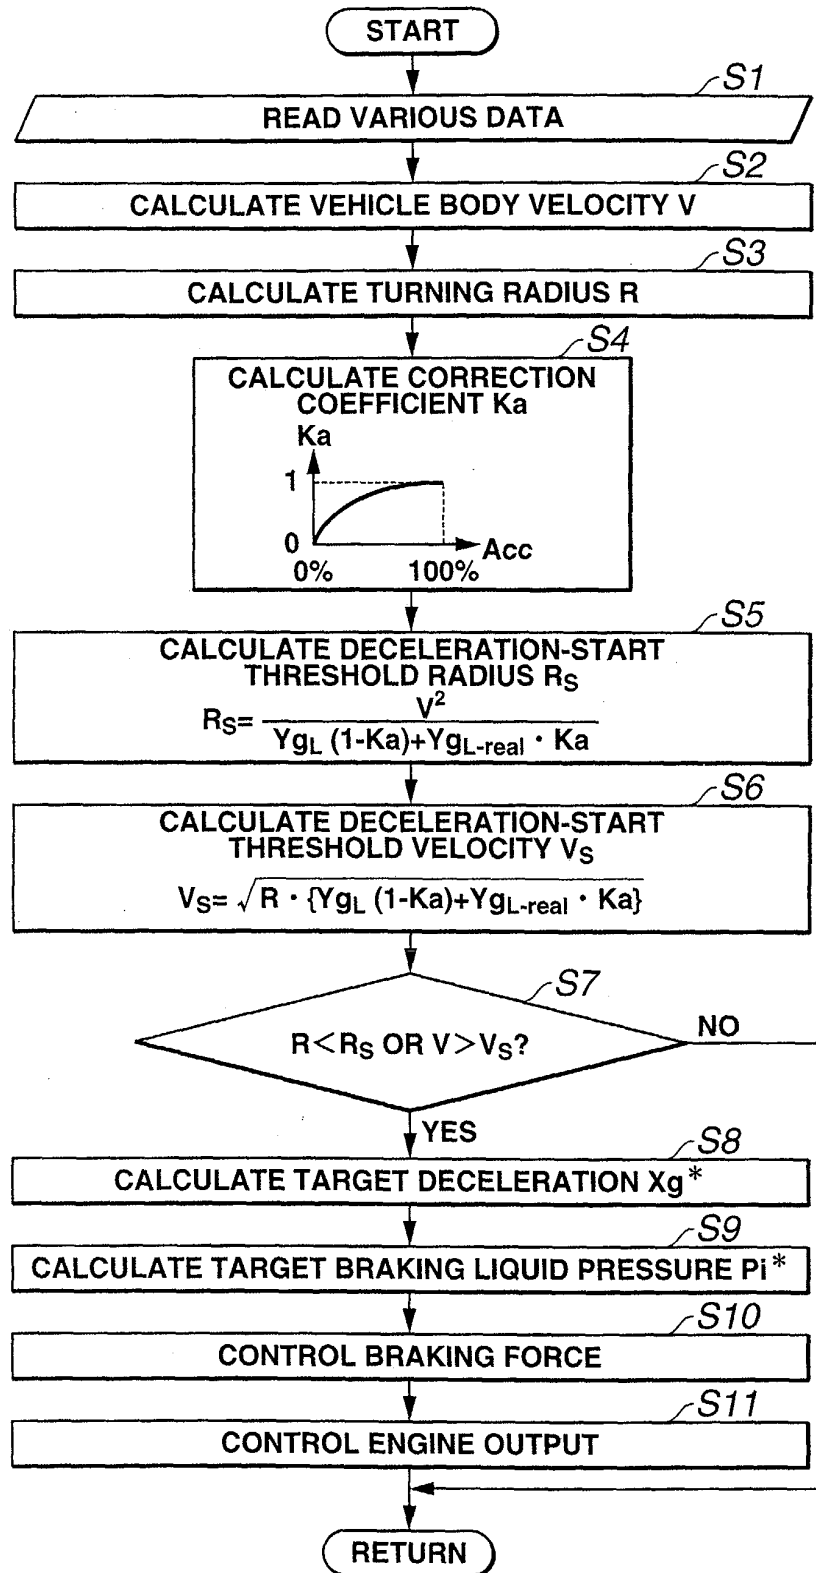 START
S1
READ VARIOUS DATA
S2
CALCULATE VEHICLE BODY VELOCITY V
S3
CALCULATE TURNING RADIUS R
S4
CALCULATE CORRECTION
COEFFICIENT Ka
Ka
1
0
Acc
0% 100%
S5
CALCULATE DECELERATION-START
THRESHOLD RADIUS RS
RS= V² / YgL (1-Ka)+YgL-real · Ka
S6
CALCULATE DECELERATION-START
THRESHOLD VELOCITY VS
VS= √R · {YgL (1-Ka)+YgL-real · Ka}
S7
R<RS OR V>VS?
NO
YES
S8
CALCULATE TARGET DECELERATION Xg*
S9
CALCULATE TARGET BRAKING LIQUID PRESSURE Pi*
S10
CONTROL BRAKING FORCE
S11
CONTROL ENGINE OUTPUT
RETURN